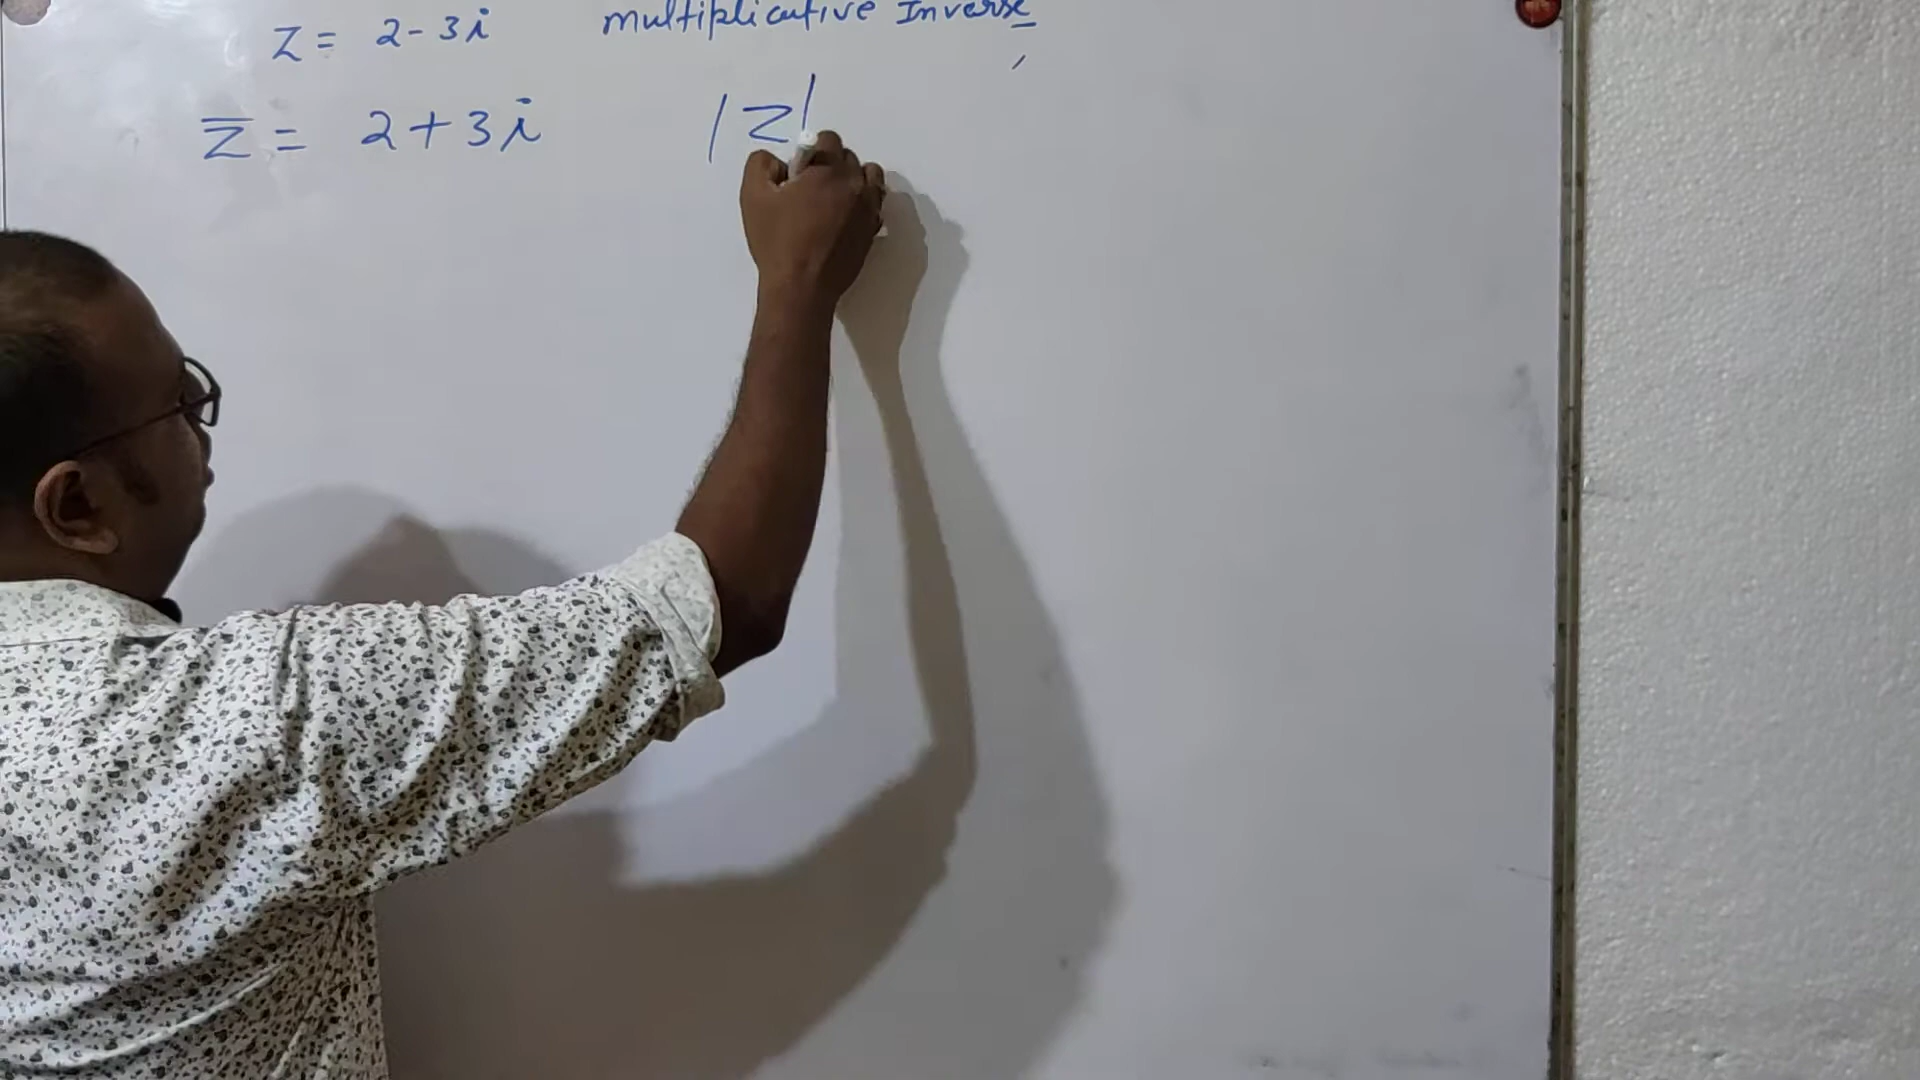 z = 2-3i multiplicative Inverse,
z̅ = 2+3i |z|